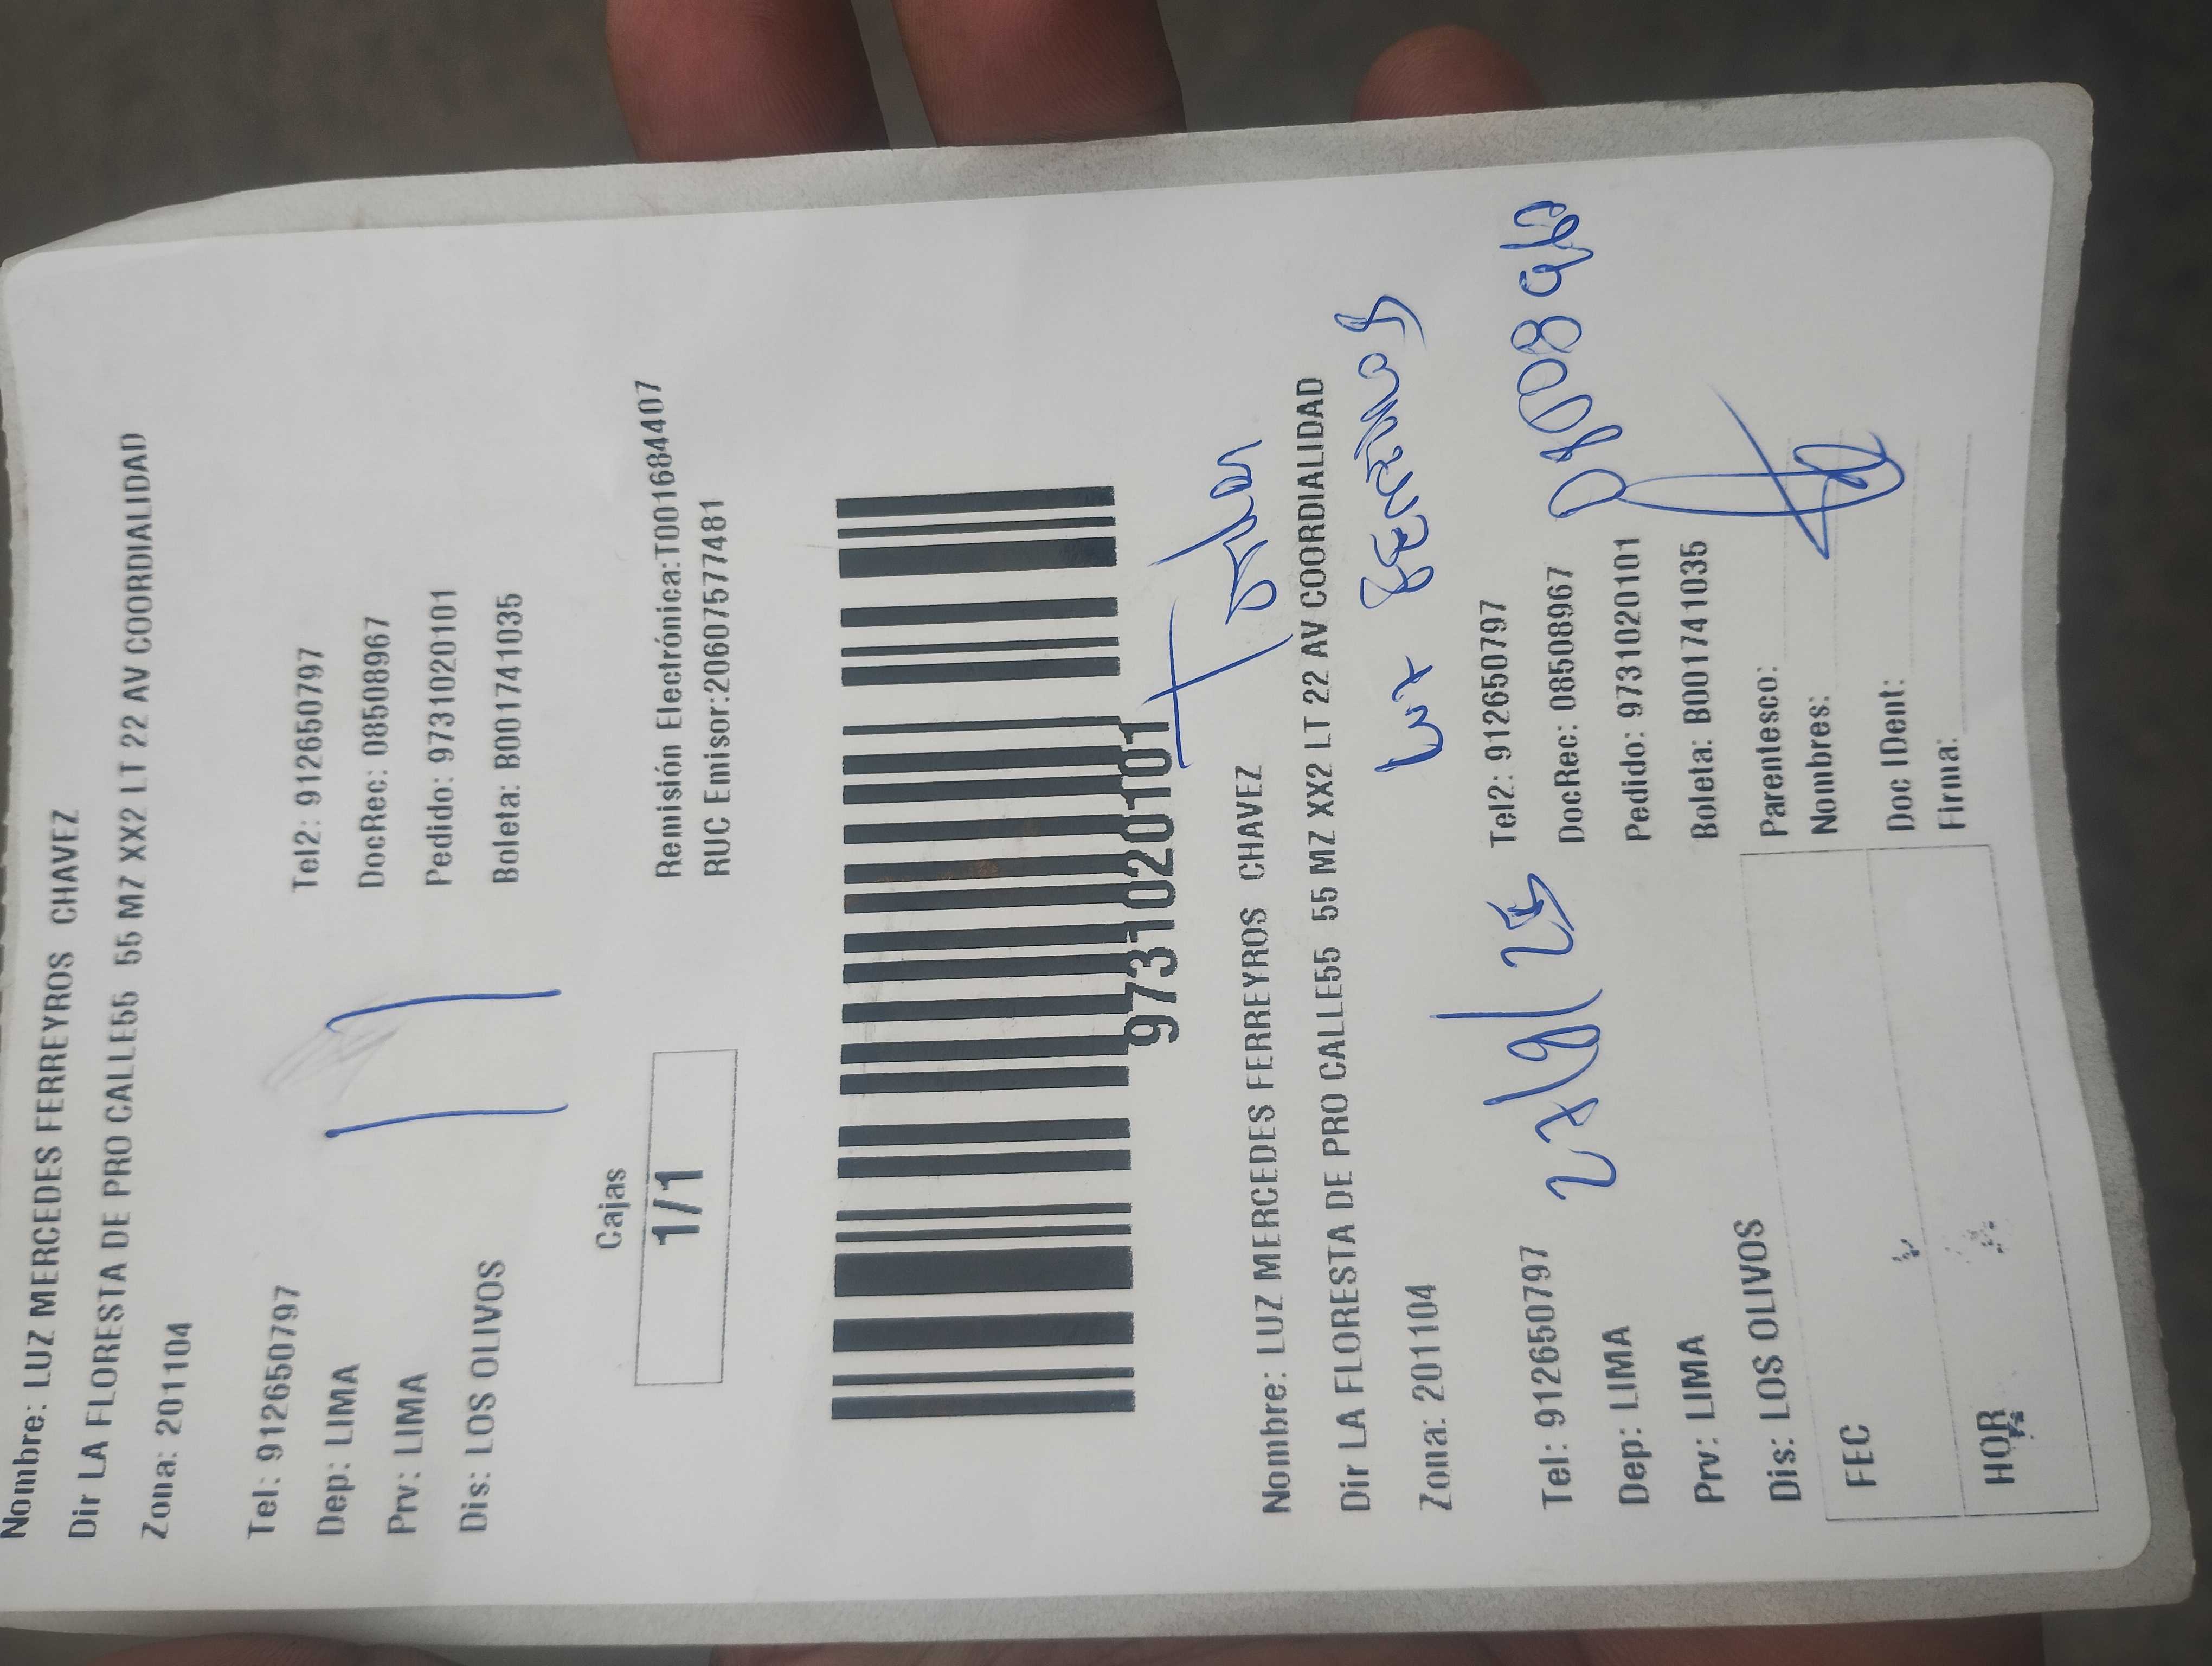 Nombre: LUZ MERCEDES FERREYROS CHAVEZ
Dir LA FLORESTA DE PRO CALLE55 55 MZ XX2 LT 22 AV COORDIALIDAD
Zona: 201104
Tel: 912650797 Tel2: 912650797
Dep: LIMA DocRec: 08508967
Prv: LIMA Pedido: 9731020101
Dis: LOS OLIVOS Boleta: B001741035
Cajas
1/1
Remisión Electrónica:T001684407
RUC Emisor:20607577481
9731020101
Nombre: LUZ MERCEDES FERREYROS CHAVEZ
Dir LA FLORESTA DE PRO CALLE55 55 MZ XX2 LT 22 AV COORDIALIDAD
Zona: 201104
Tel: 912650797 Tel2: 912650797
Dep: LIMA DocRec: 08508967
Prv: LIMA Pedido: 97310201​01
Dis: LOS OLIVOS Boleta: B001741035
Parentesco:
FEC Nombres:
Doc IDent:
HOR Firma: